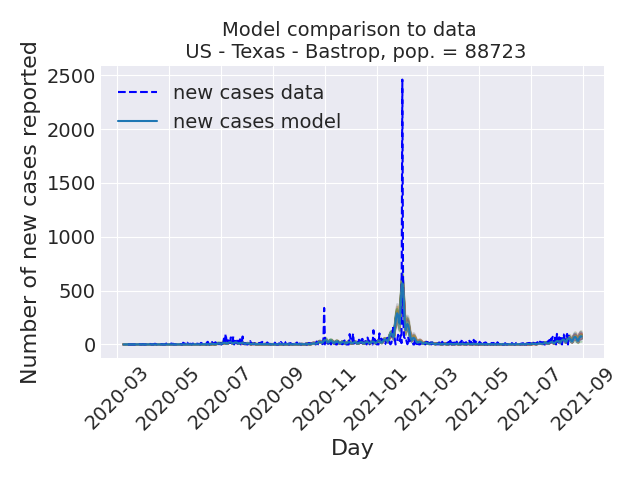 Model comparison to data
US - Texas - Bastrop, pop. = 88723
Number of new cases reported
2500
2000
1500
1000
500
0
new cases data
new cases model
2020-03
2020-05
2020-07
2020-09
2020-11
2021-01
2021-03
2021-05
2021-07
2021-09
Day